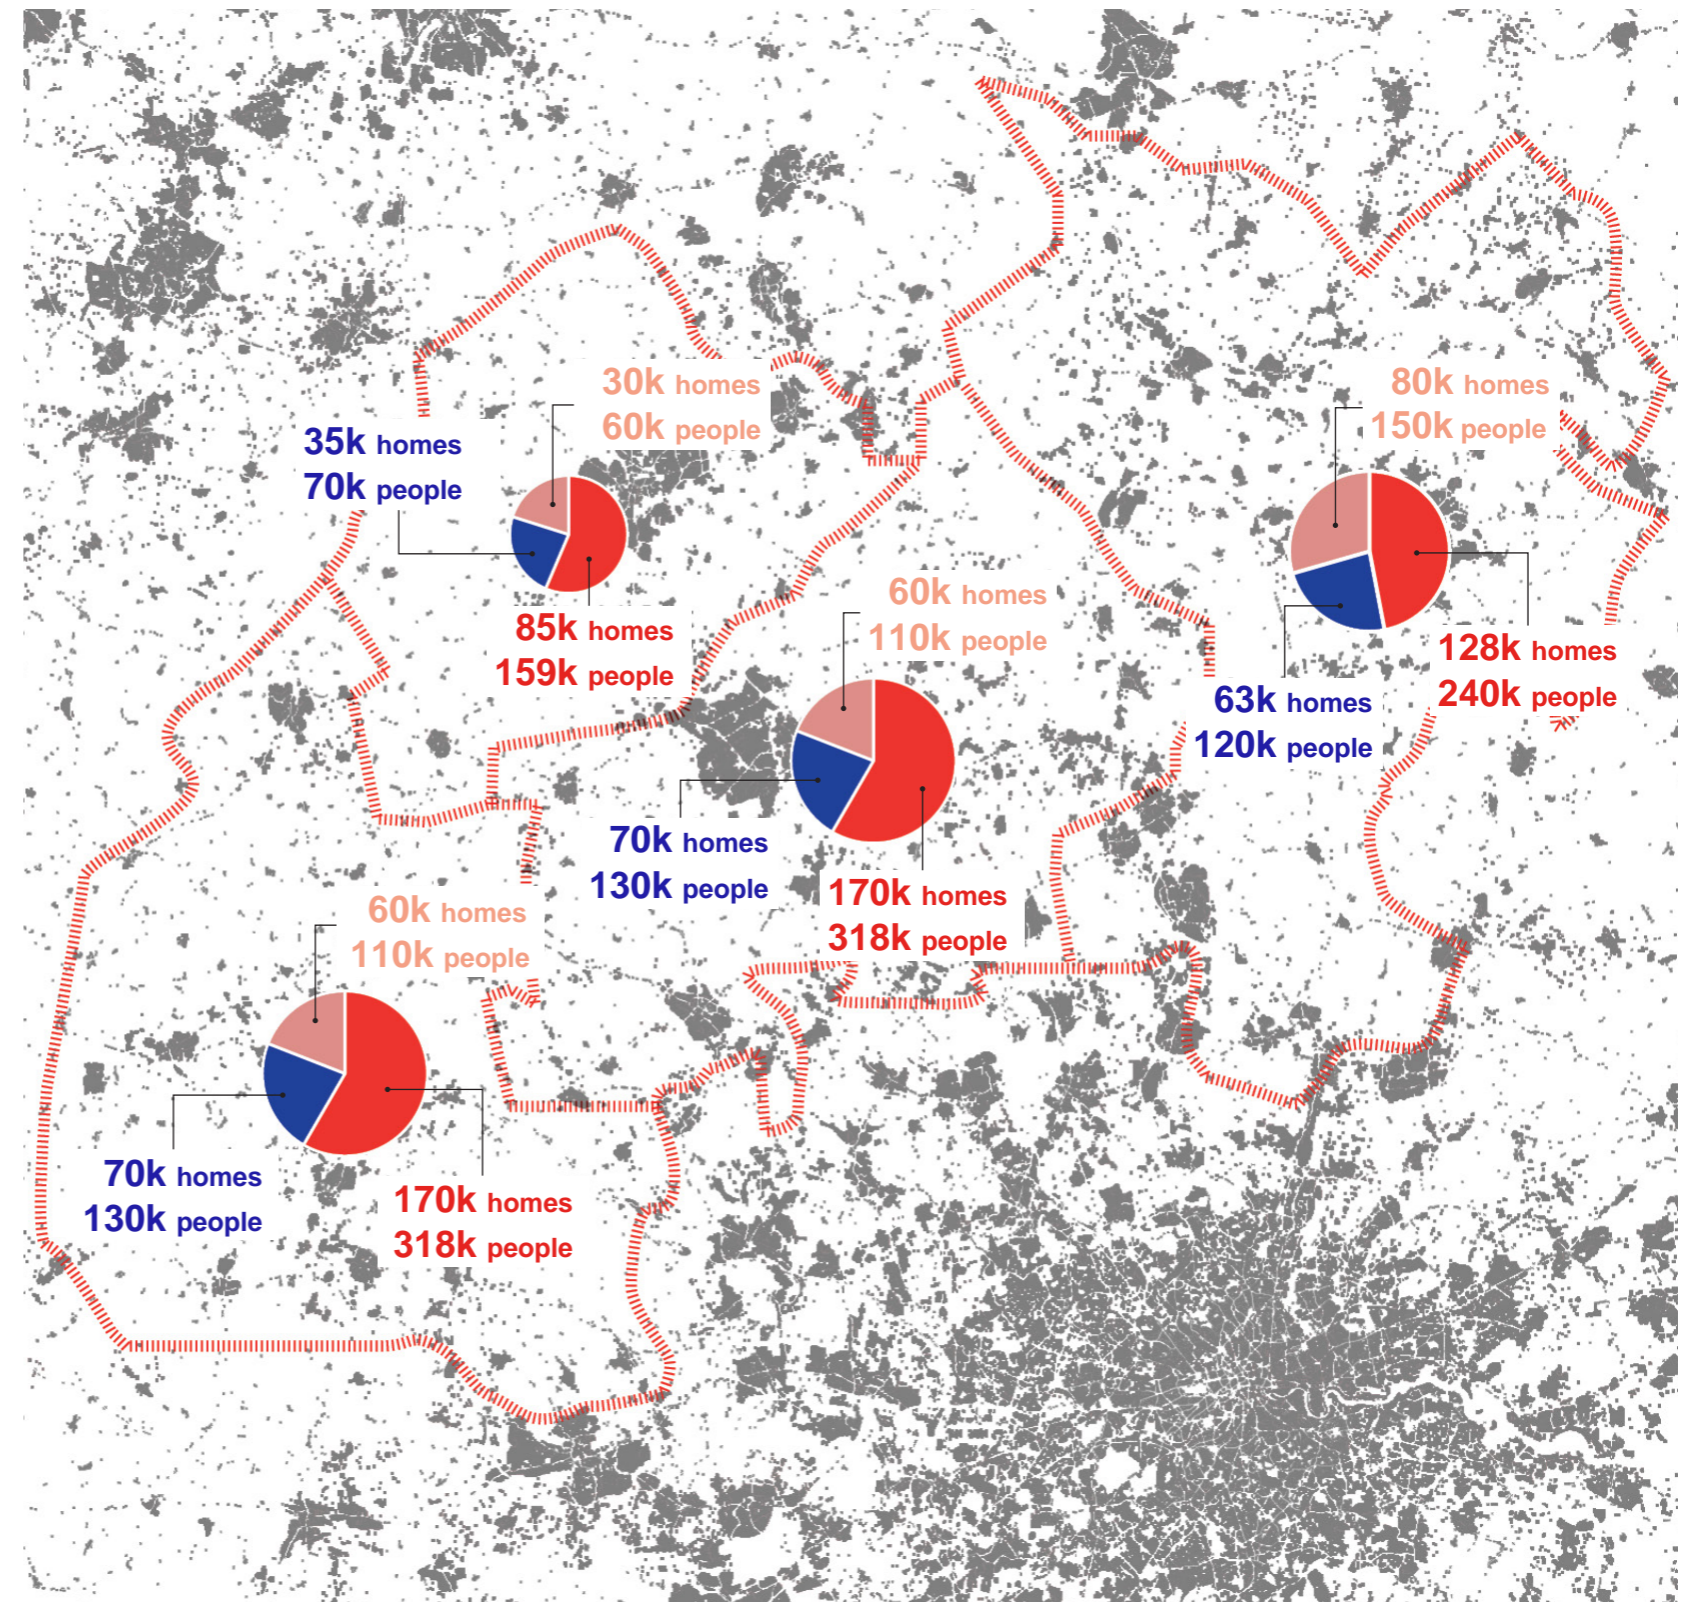 30k homes
60k people
80k homes
150k people
35k homes
70k people
60k homes
110k people
85k homes
159k people
128k homes
240k people
63k homes
120k people
70k homes
130k people
170k homes
318k people
60k homes
110k people
70k homes
130k people
170k homes
318k people